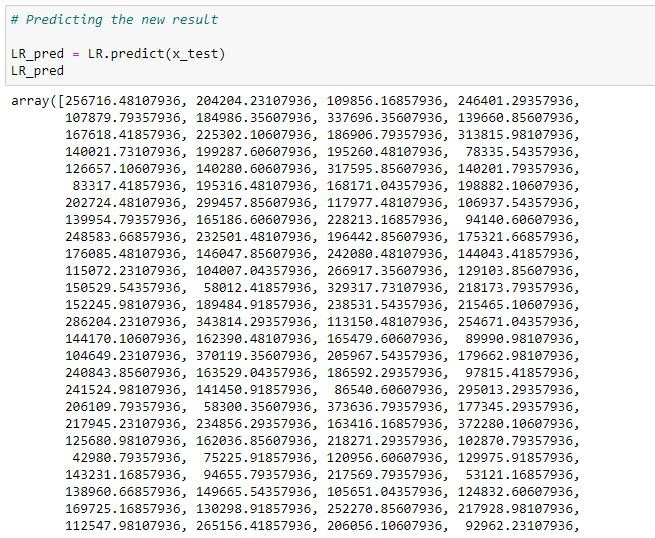 # Predicting the new result
LR_pred = LR.predict(x_test)
LR_pred
array([256716.48107936, 204204.23107936, 109856.16857936, 246401.29357936,
107879.79357936, 184986.35607936, 337696.35607936, 139660.85607936,
167618.41857936, 225302.10607936, 186906.79357936, 313815.98107936,
140021.73107936, 199287.60607936, 195260.48107936, 78335.54357936,
126657.10607936, 140280.60607936, 317595.85607936, 140201.79357936,
83317.41857936, 195316.48107936, 168171.04357936, 198882.10607936,
202724.48107936, 299457.85607936, 117977.48107936, 106937.54357936,
139954.79357936, 165186.60607936, 228213.16857936, 94140.60607936,
248583.66857936, 232501.48107936, 196442.85607936, 175321.66857936,
176085.48107936, 146047.85607936, 242080.48107936, 144043.41857936,
115072.23107936, 104007.04357936, 266917.35607936, 129103.85607936,
150529.54357936, 58012.41857936, 329317.73107936, 218173.79357936,
152245.98107936, 189484.91857936, 238531.54357936, 215465.10607936,
286204.23107936, 343814.29357936, 113150.48107936, 254671.04357936,
144170.10607936, 162390.48107936, 165479.60607936, 89990.98107936,
104649.23107936, 370119.35607936, 205967.54357936, 179662.98107936,
240843.85607936, 163529.04357936, 186592.29357936, 97815.41857936,
241524.98107936, 141450.91857936, 86540.60607936, 295013.29357936,
206109.79357936, 58300.35607936, 373636.79357936, 177345.29357936,
217945.23107936, 234856.29357936, 163416.16857936, 372280.10607936,
125680.98107936, 162036.85607936, 218271.29357936, 102870.79357936,
42980.79357936, 75225.91857936, 120956.60607936, 129975.91857936,
143231.16857936, 94655.79357936, 217569.79357936, 53121.16857936,
138960.66857936, 149665.54357936, 105651.04357936, 124832.60607936,
169725.16857936, 130298.91857936, 252270.85607936, 217928.98107936,
112547.98107936, 265156.41857936, 206056.10607936, 92962.23107936,